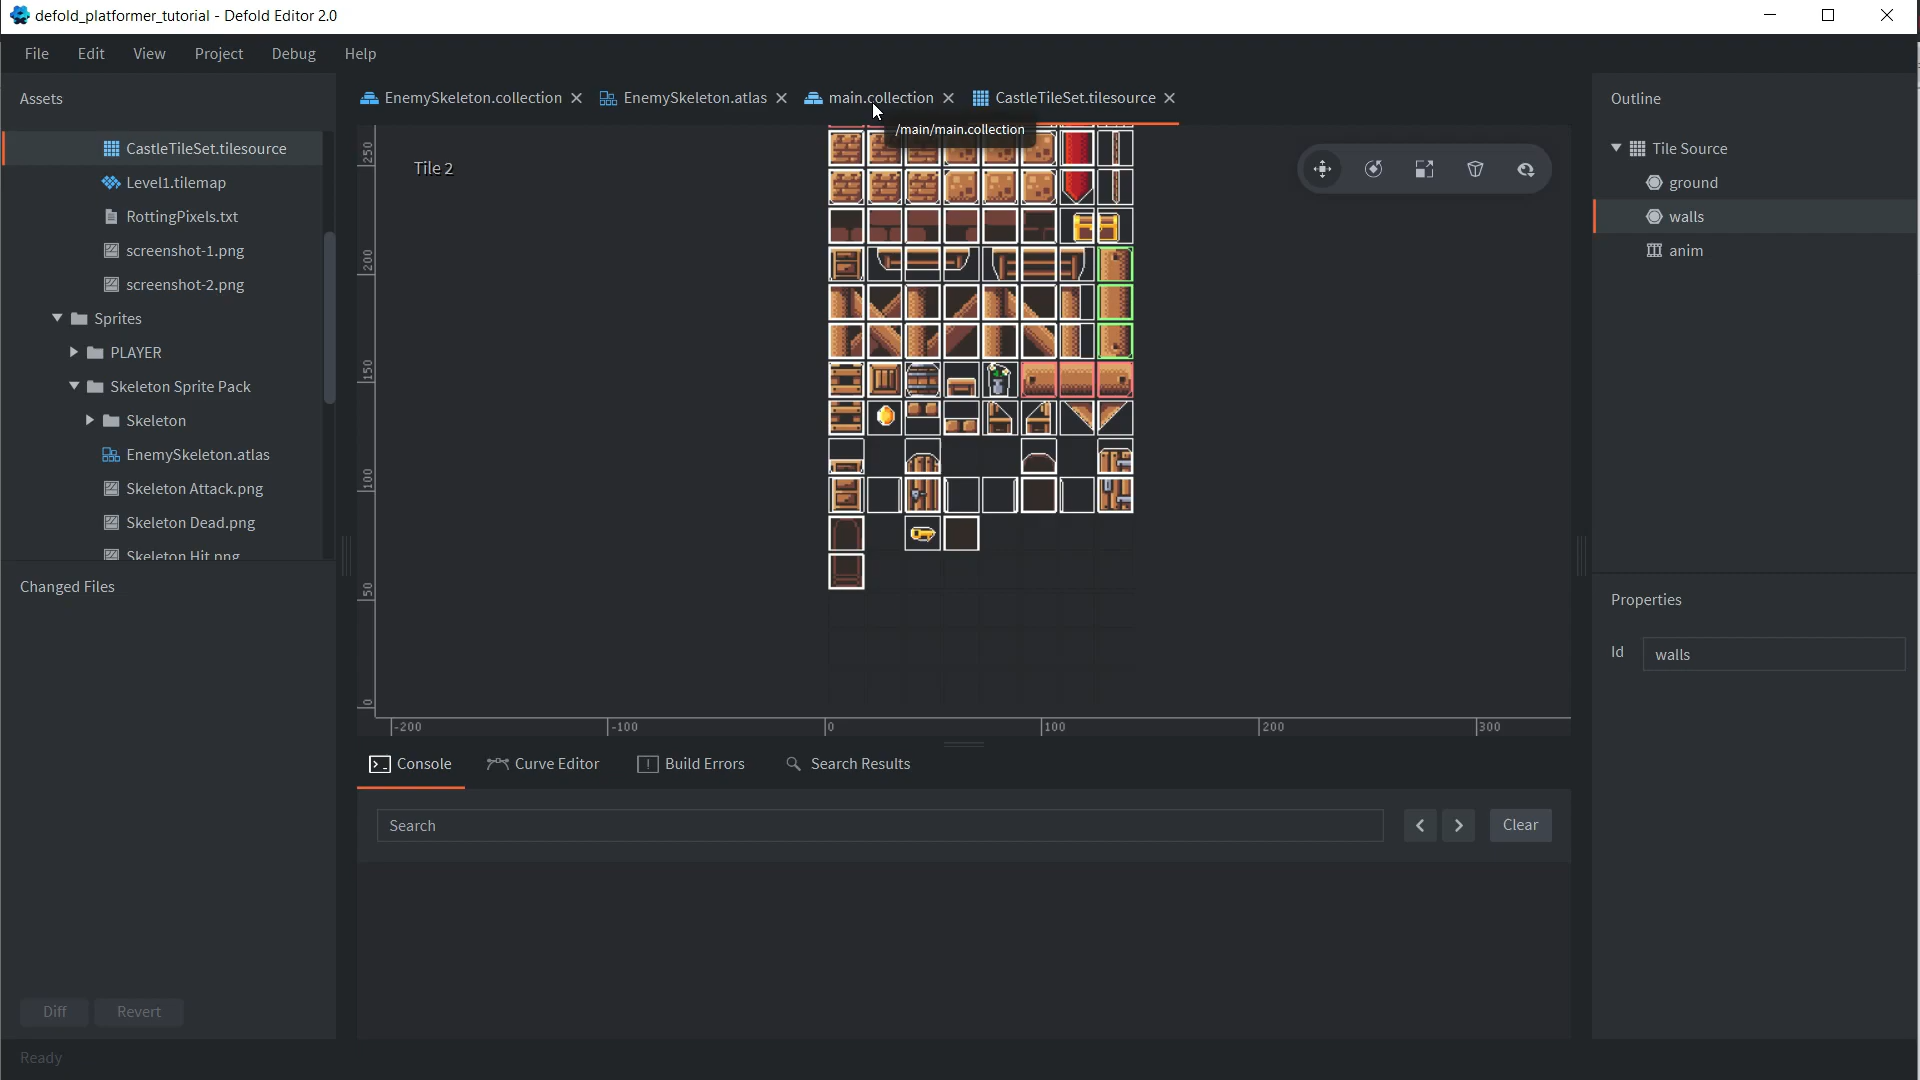 defold_platformer_tutorial - Defold Editor 2.0
File Edit View Project Debug Help
Assets
CastleTileSet.tilesource
Level1.tilemap
RottingPixels.txt
screenshot-1.png
screenshot-2.png
Sprites
PLAYER
Skeleton Sprite Pack
Skeleton
EnemySkeleton.atlas
Skeleton Attack.png
Skeleton Dead.png
Skeleton Hit.png
Changed Files
Diff Revert
Ready
EnemySkeleton.collection EnemySkeleton.atlas main.collection CastleTileSet.tilesource
/main/main.collection
Tile 2
250
200
150
100
50
0
-200 -100 0 100 200 300
Console Curve Editor Build Errors Search Results
Search Clear
Outline
Tile Source
ground
walls
anim
Properties
Id walls